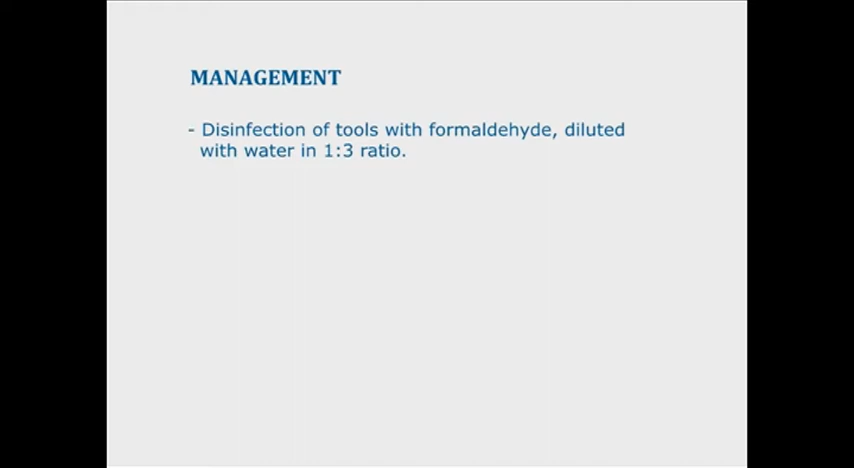 MANAGEMENT
- Disinfection of tools with formaldehyde, diluted
with water in 1:3 ratio.